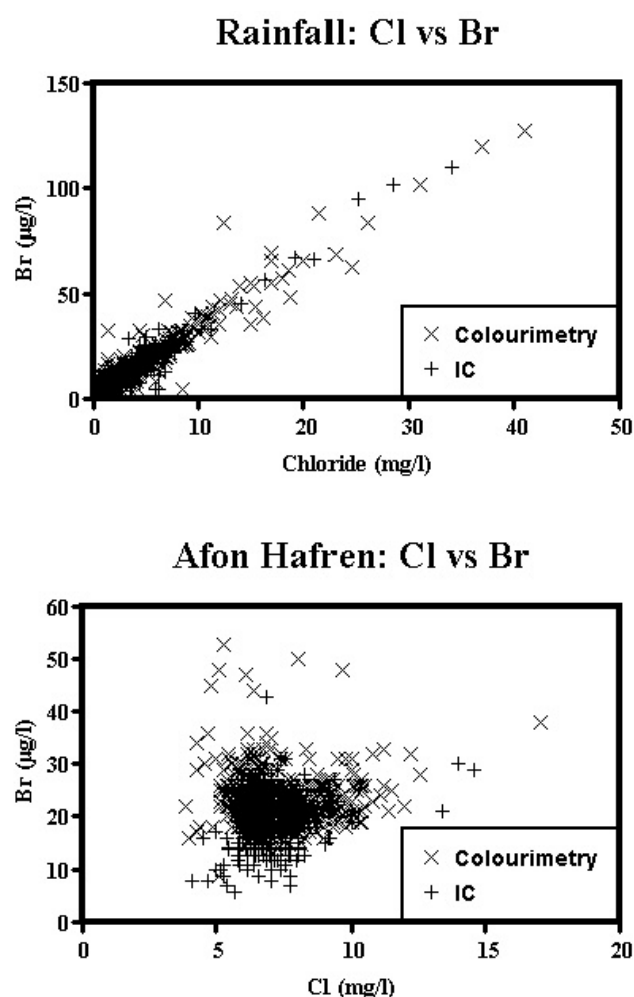 Rainfall: Cl vs Br
150
100
50
0
Br (µg/l)
× Colourimetry
+ IC
0 10 20 30 40 50
Chloride (mg/l)
Afon Hafren: Cl vs Br
60
50
40
30
20
10
0
Br (µg/l)
× Colourimetry
+ IC
0 5 10 15 20
Cl (mg/l)